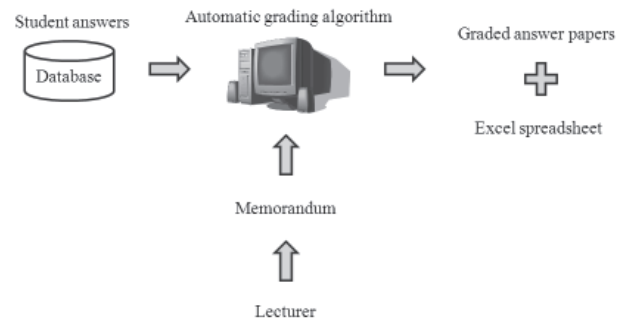 Student answers
Automatic grading algorithm
Graded answer papers
Database
Excel spreadsheet
Memorandum
Lecturer